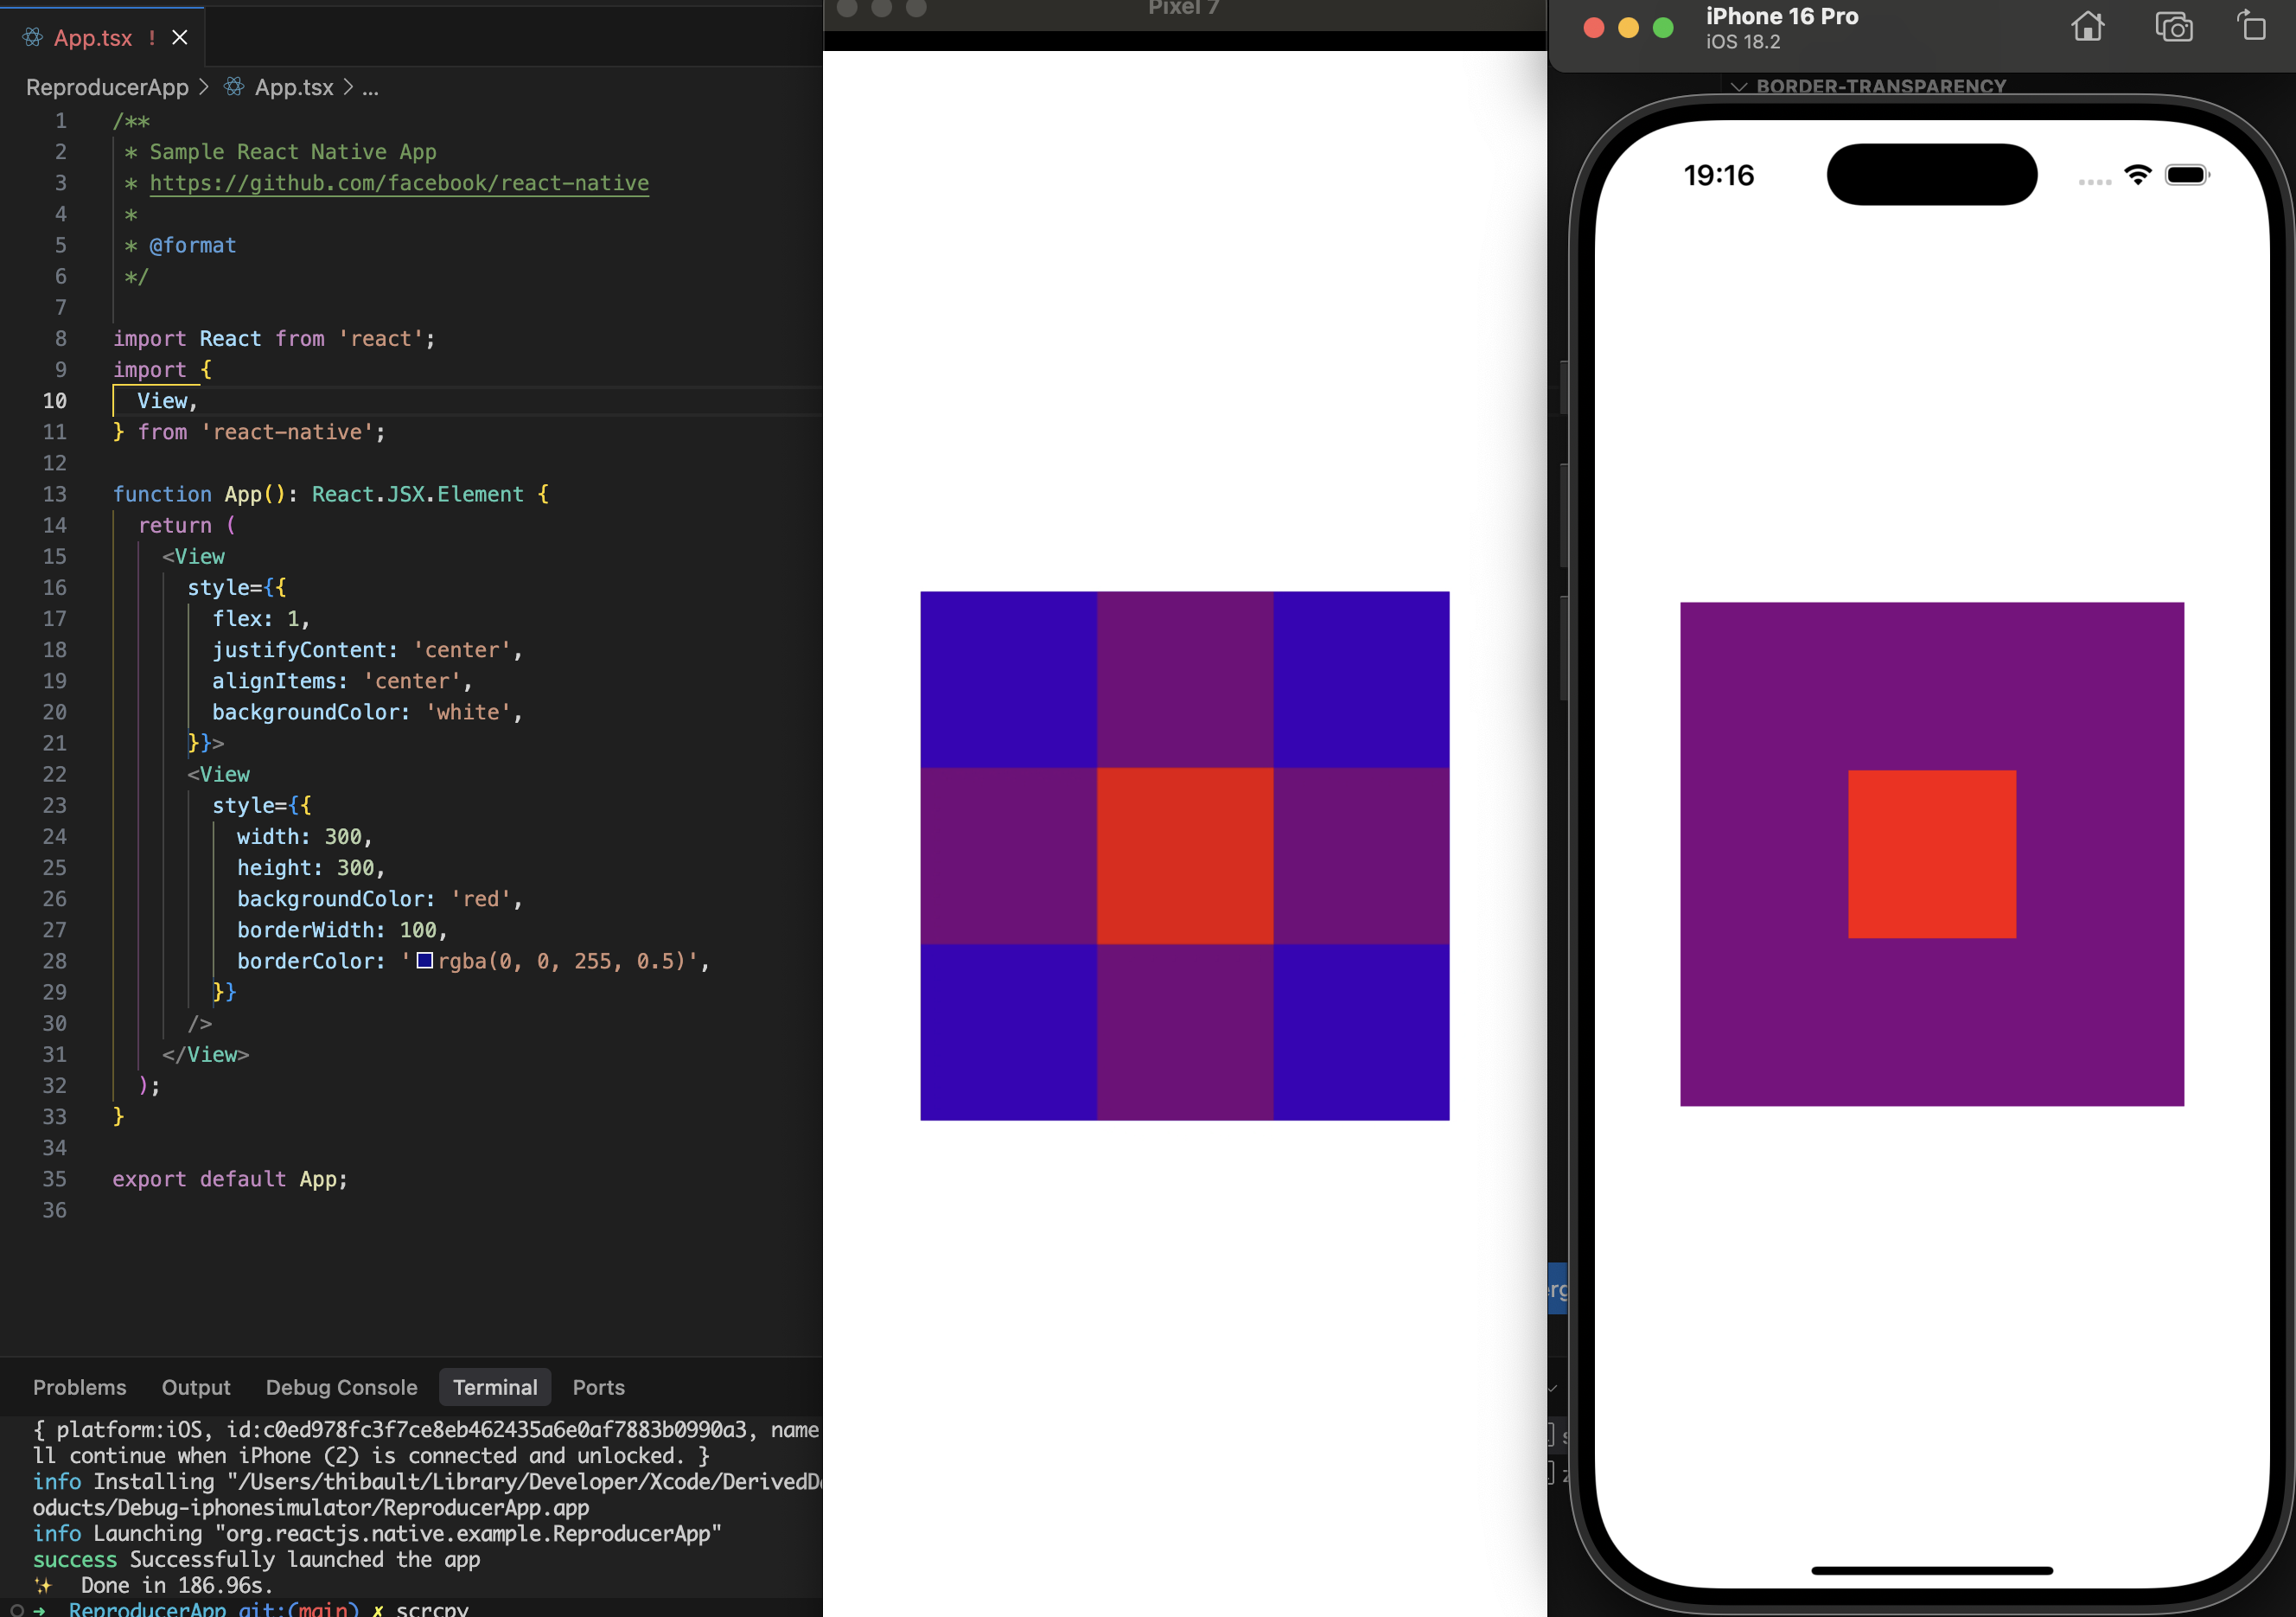 App.tsx !
ReproducerApp > App.tsx > ...
1 /**
2 * Sample React Native App
3 * https://github.com/facebook/react-native
4 *
5 * @format
6 */
7
8 import React from 'react';
9 import {
10 View,
11 } from 'react-native';
12
13 function App(): React.JSX.Element {
14 return (
15 <View
16 style={{
17 flex: 1,
18 justifyContent: 'center',
19 alignItems: 'center',
20 backgroundColor: 'white',
21 }}>
22 <View
23 style={{
24 width: 300,
25 height: 300,
26 backgroundColor: 'red',
27 borderWidth: 100,
28 borderColor: 'rgba(0, 0, 255, 0.5)',
29 }}
30 />
31 </View>
32 );
33 }
34
35 export default App;
36
Problems Output Debug Console Terminal Ports
{ platform:iOS, id:c0ed978fc3f7ce8eb462435a6e0af7883b0990a3, name
ll continue when iPhone (2) is connected and unlocked. }
info Installing "/Users/thibault/Library/Developer/Xcode/DerivedD
oducts/Debug-iphonesimulator/ReproducerApp.app
info Launching "org.reactjs.native.example.ReproducerApp"
success Successfully launched the app
✨ Done in 186.96s.
➜ ReproducerApp git:(main) ✗ scrcpy
Pixel 7
iPhone 16 Pro
iOS 18.2
BORDER-TRANSPARENCY
19:16